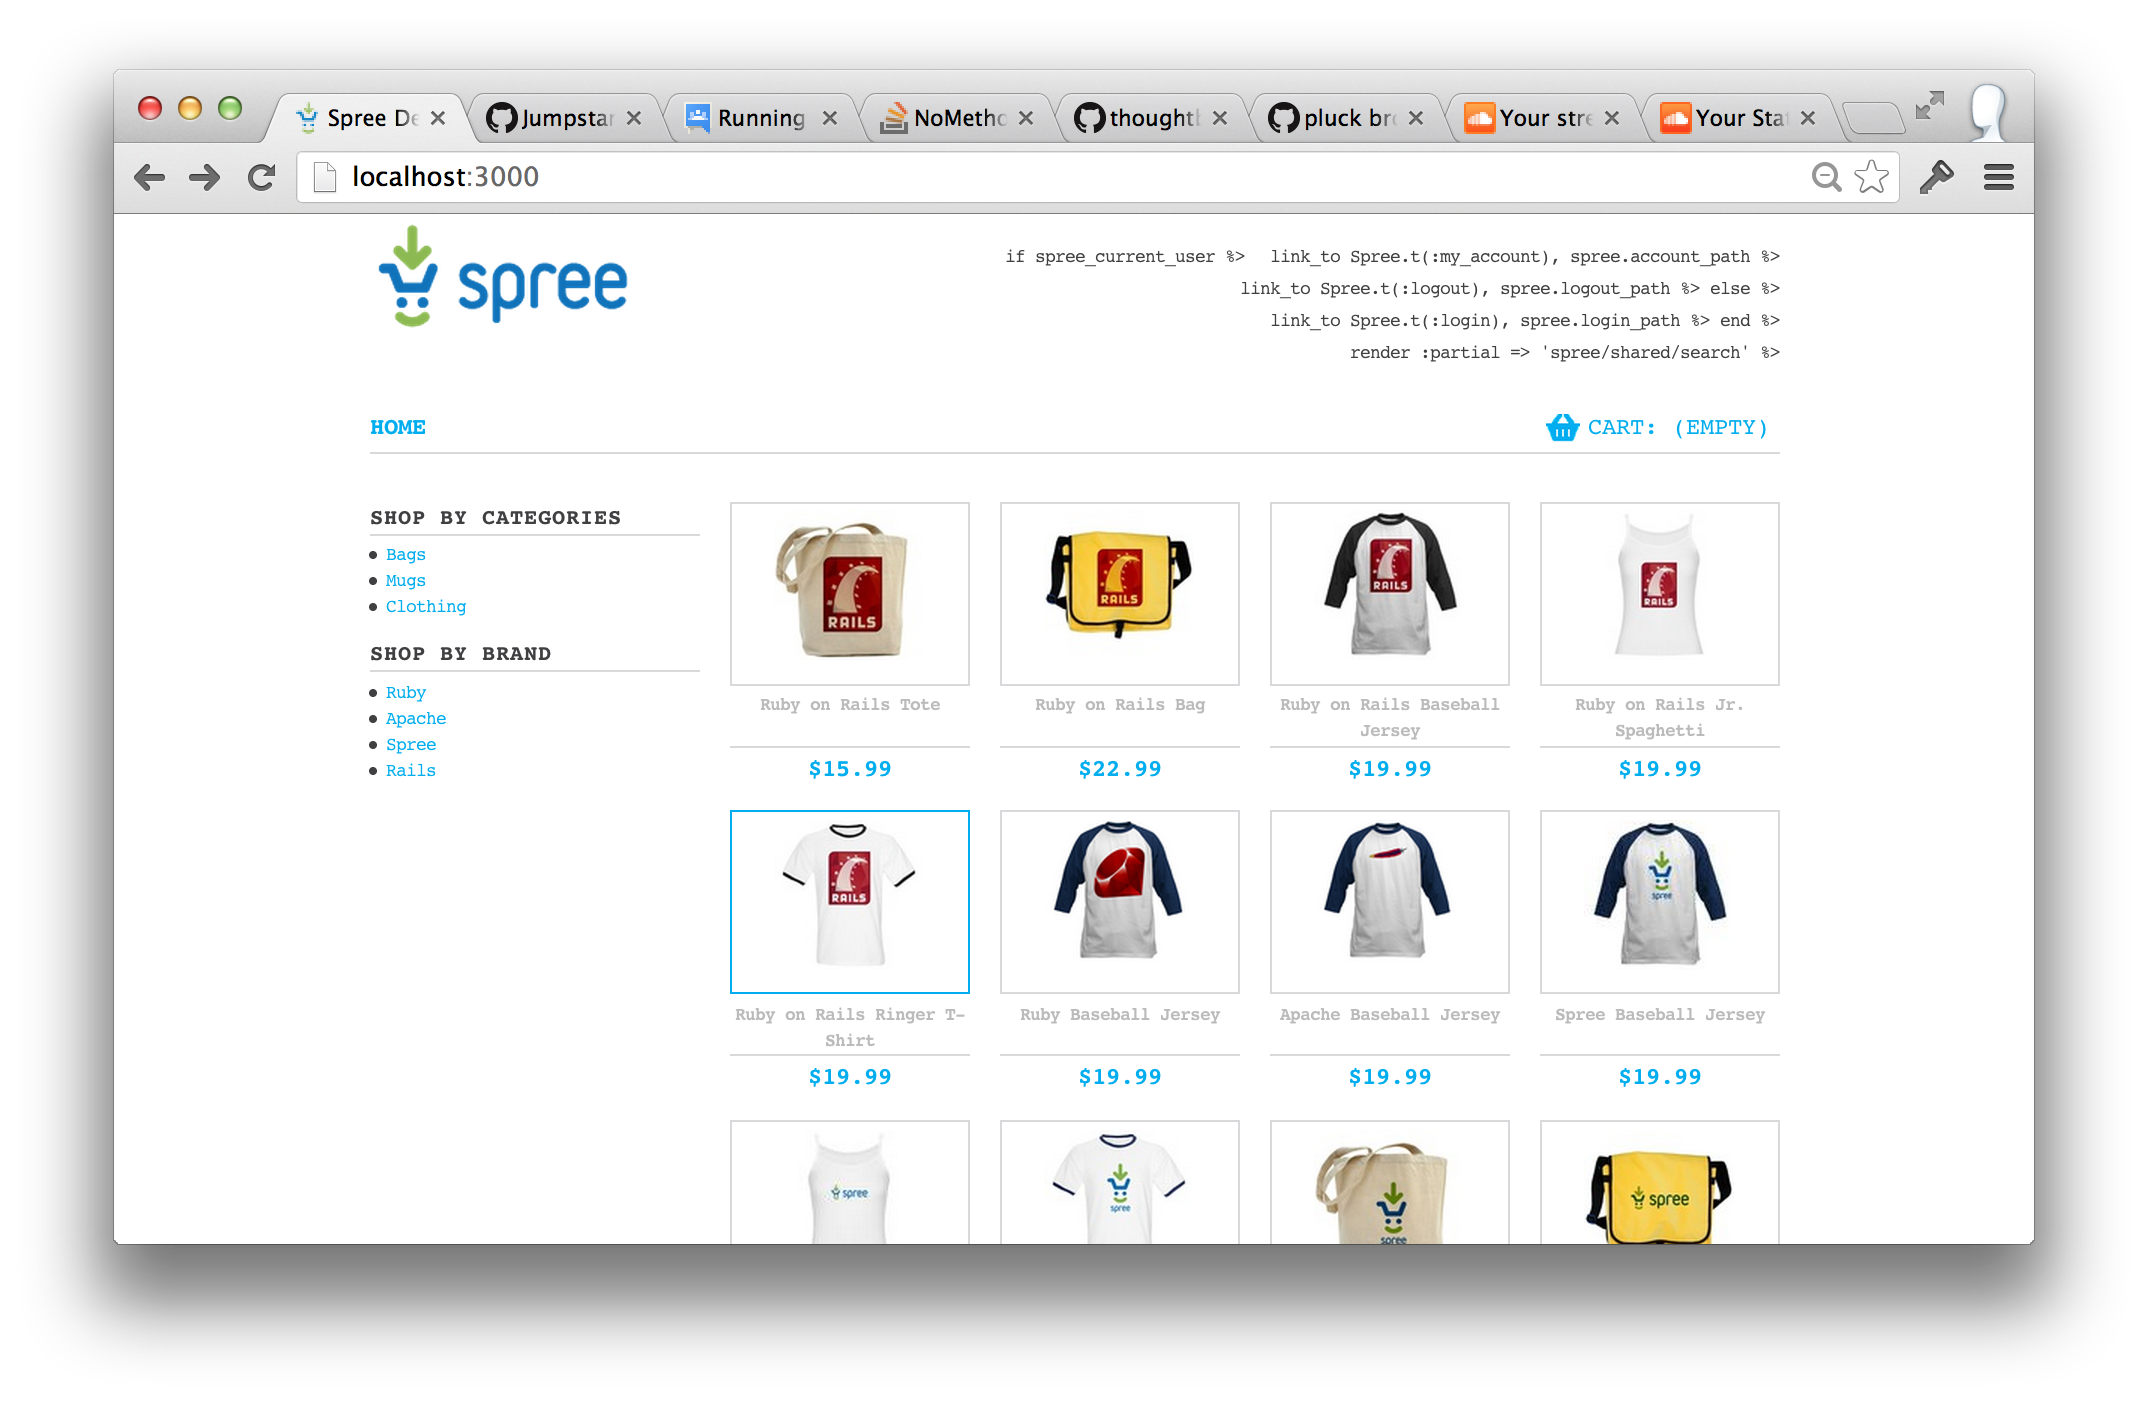 Spree De
Jumpstar
Running
NoMetho
thoughtb
pluck bro
Your stre
Your Stat
localhost:3000
spree
if spree_current_user %> link_to Spree.t(:my_account), spree.account_path %>
link_to Spree.t(:logout), spree.logout_path %> else %>
link_to Spree.t(:login), spree.login_path %> end %>
render :partial => 'spree/shared/search' %>
HOME
CART: (EMPTY)
SHOP BY CATEGORIES
Bags
Mugs
Clothing
SHOP BY BRAND
Ruby
Apache
Spree
Rails
RAILS
RAILS
RAILS
RAILS
Ruby on Rails Tote
Ruby on Rails Bag
Ruby on Rails Baseball
Jersey
Ruby on Rails Jr.
Spaghetti
$15.99
$22.99
$19.99
$19.99
RAILS
spree
Ruby on Rails Ringer T-
Shirt
Ruby Baseball Jersey
Apache Baseball Jersey
Spree Baseball Jersey
$19.99
$19.99
$19.99
$19.99
spree
spree
spree
spree